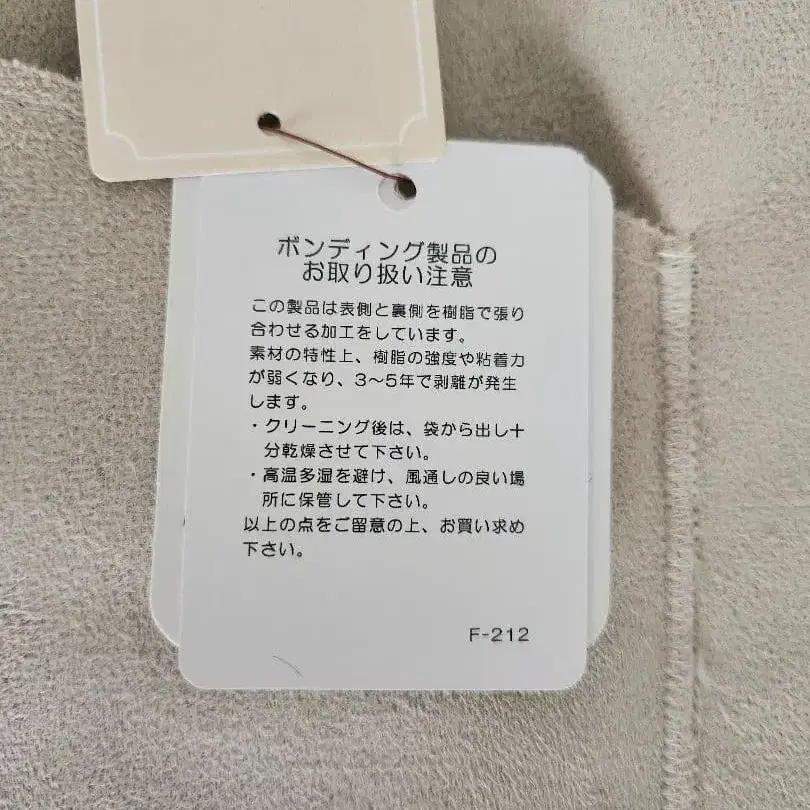 ボンディング製品の
お取り扱い注意
この製品は表側と裏側を樹脂で張り
合わせる加工をしています。
素材の特性上、樹脂の強度や粘着力
が弱くなり、3～5年で剥離が発生
します。
・クリーニング後は、袋から出し十
分乾燥させて下さい。
・高温多湿を避け、風通しの良い場
所に保管して下さい。
以上の点をご留意の上、お買い求め
下さい。
F-212